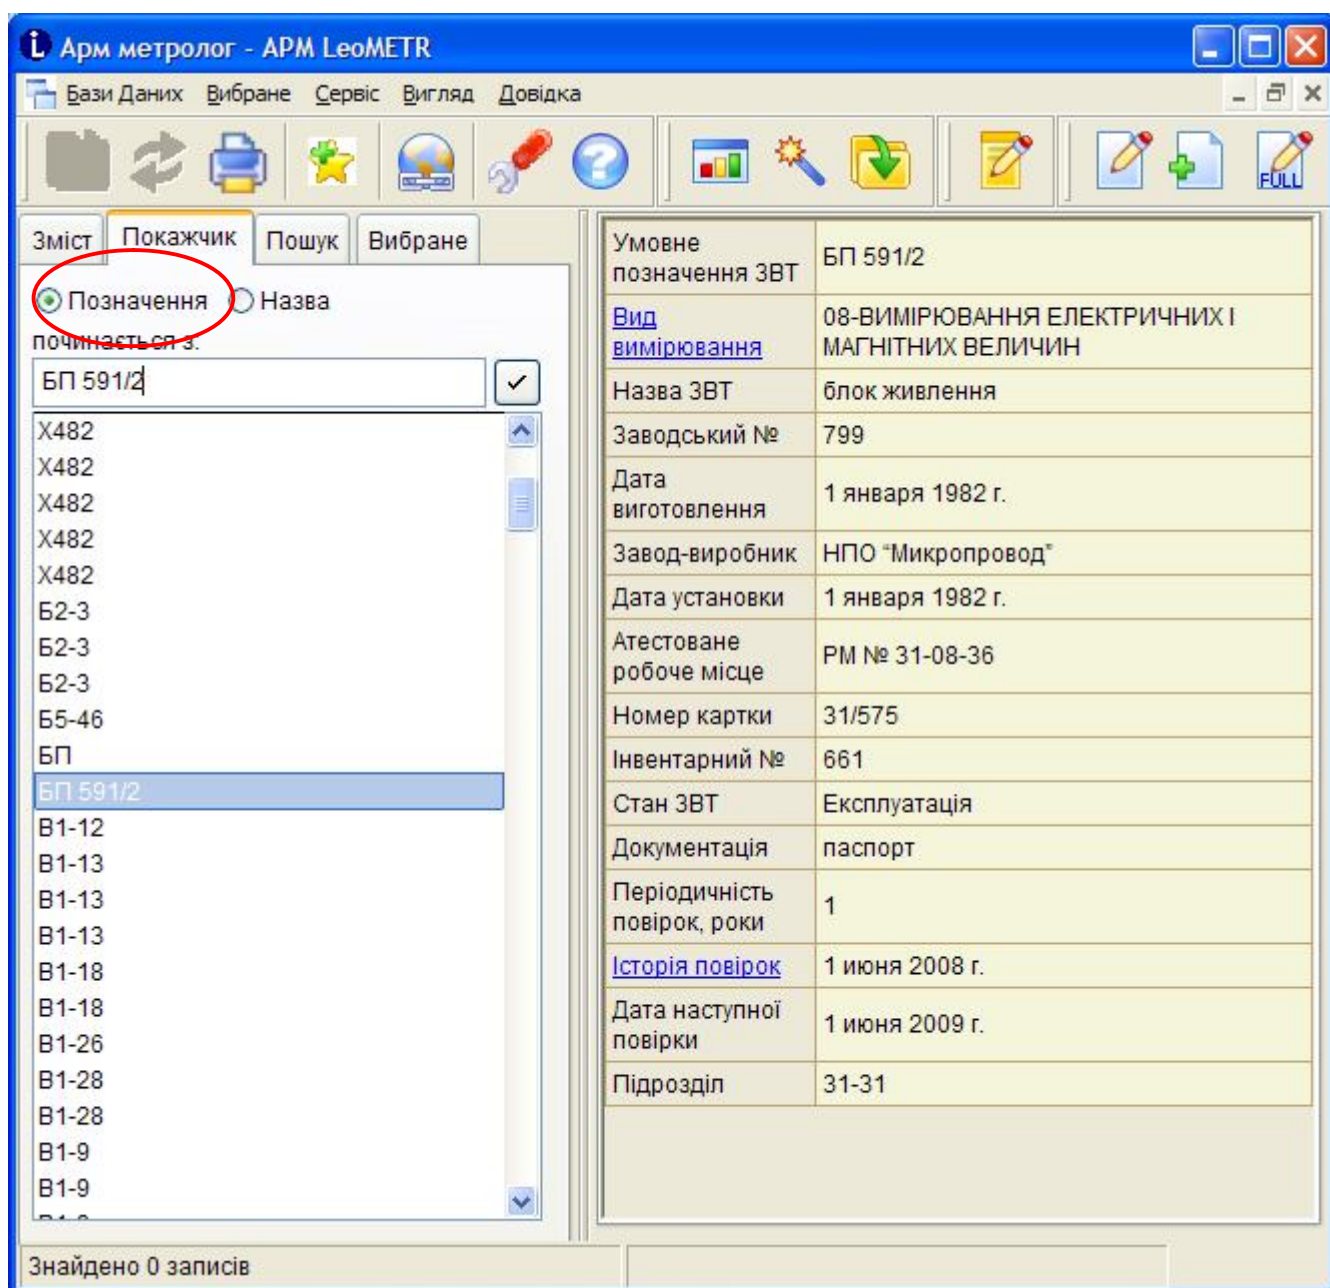 Арм метролог - АРМ LeoMETR
Бази Даних Вибране Сервіс Вигляд Довідка
FULL
Зміст Покажчик Пошук Вибране
Позначення Назва
починається з:
БП 591/2
X482
X482
X482
X482
X482
Б2-3
Б2-3
Б2-3
Б5-46
БП
БП 591/2
В1-12
В1-13
В1-13
В1-13
В1-18
В1-18
В1-26
В1-28
В1-28
В1-9
В1-9
Умовне
позначення ЗВТ
БП 591/2
Вид
вимірювання
08-ВИМІРЮВАННЯ ЕЛЕКТРИЧНИХ І
МАГНІТНИХ ВЕЛИЧИН
Назва ЗВТ
блок живлення
Заводський №
799
Дата
виготовлення
1 января 1982 г.
Завод-виробник
НПО “Микропровод”
Дата установки
1 января 1982 г.
Атестоване
робоче місце
РМ № 31-08-36
Номер картки
31/575
Інвентарний №
661
Стан ЗВТ
Експлуатація
Документація
паспорт
Періодичність
повірок, роки
1
Історія повірок
1 июня 2008 г.
Дата наступної
повірки
1 июня 2009 г.
Підрозділ
31-31
Знайдено 0 записів